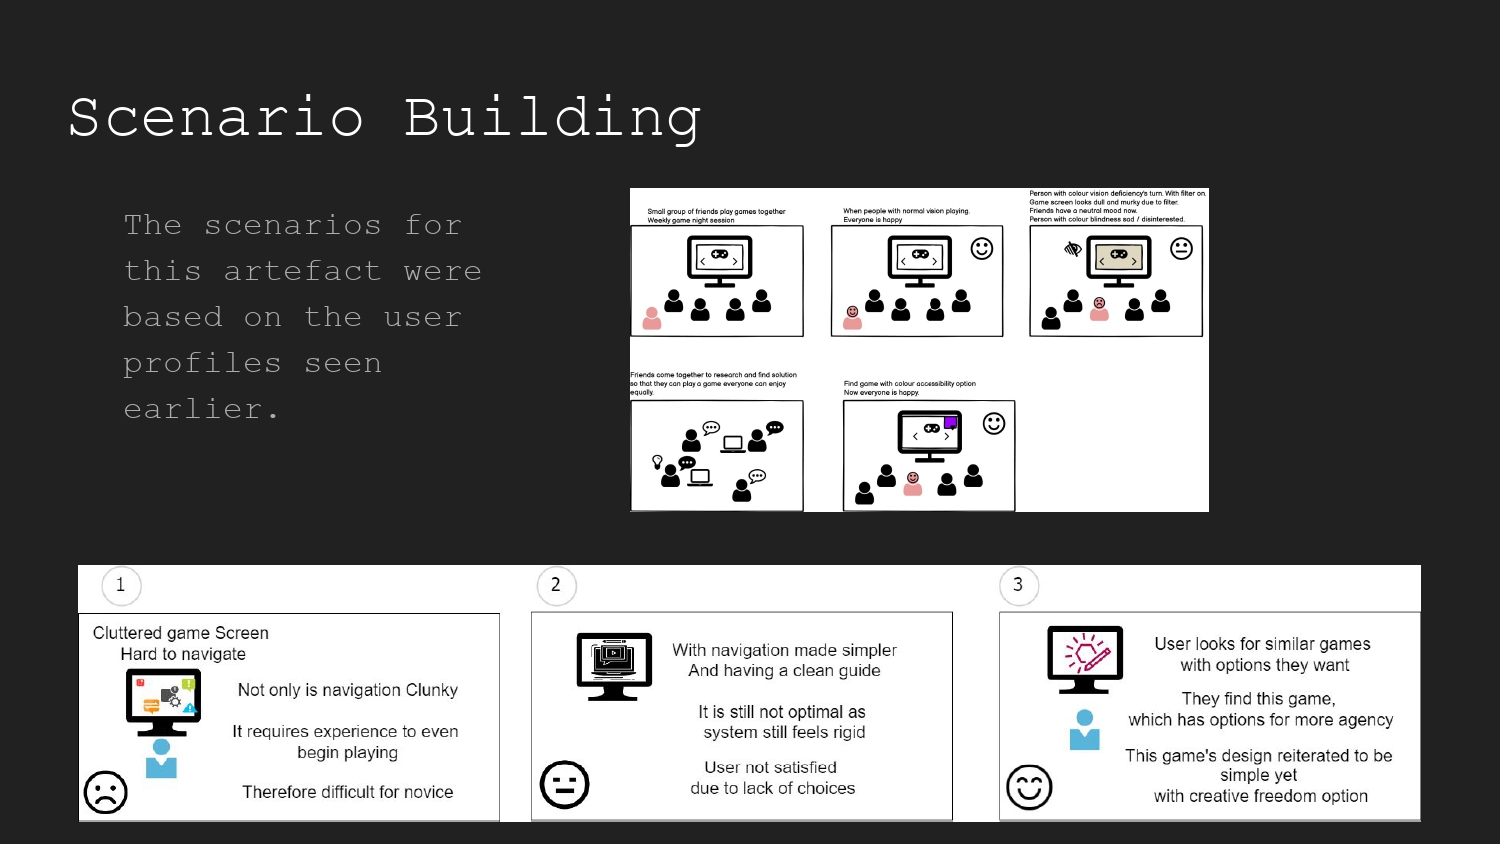 Scenario Building
The scenarios for
this artefact were
based on the user
profiles seen
earlier.
Small group of friends play games together
Weekly game night session
When people with normal vision playing.
Everyone is happy
Person with colour vision deficiency's turn. With filter on.
Game screen looks dull and murky due to filter.
Friends have a neutral mood now.
Person with colour blindness sad / disinterested.
Friends come together to research and find solution
so that they can play a game everyone can enjoy
equally.
Find game with colour accessibility option
Now everyone is happy.
1
Cluttered game Screen
Hard to navigate
Not only is navigation Clunky
It requires experience to even
begin playing
Therefore difficult for novice
2
With navigation made simpler
And having a clean guide
It is still not optimal as
system still feels rigid
User not satisfied
due to lack of choices
3
User looks for similar games
with options they want
They find this game,
which has options for more agency
This game's design reiterated to be
simple yet
with creative freedom option